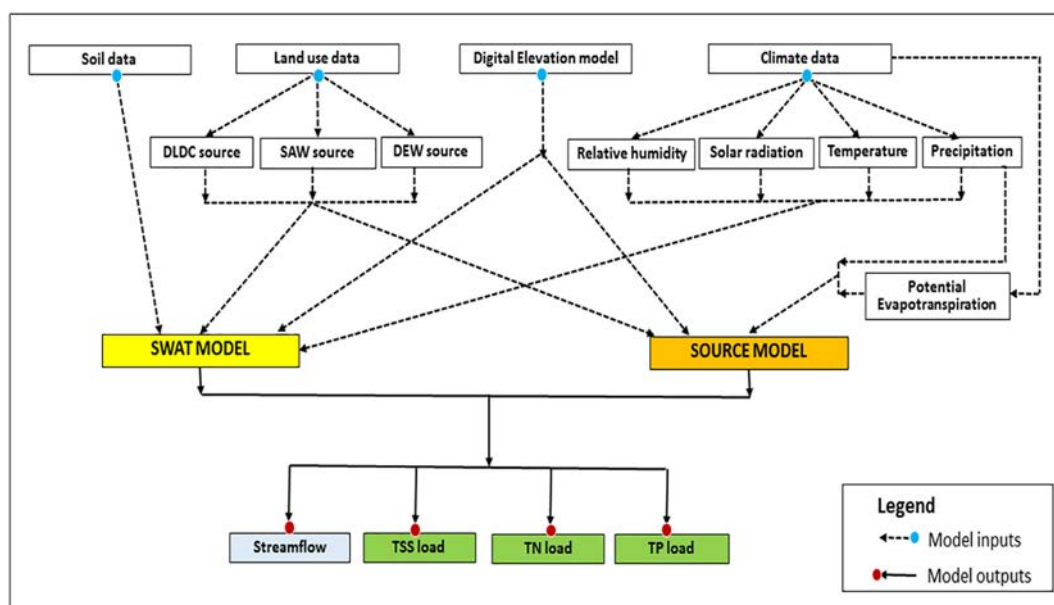 Soil data
Land use data
Digital Elevation model
Climate data
DLDC source
SAW source
DEW source
Relative humidity
Solar radiation
Temperature
Precipitation
Potential
Evapotranspiration
SWAT MODEL
SOURCE MODEL
Streamflow
TSS load
TN load
TP load
Legend
Model inputs
Model outputs